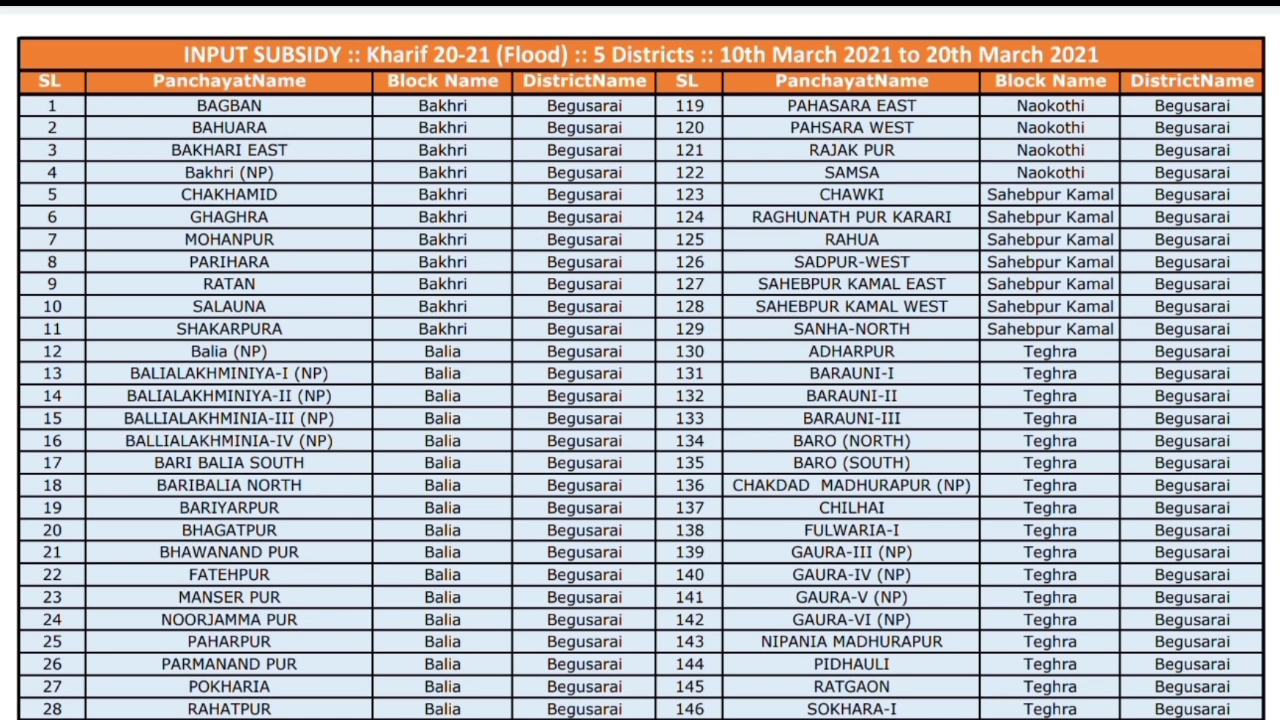 INPUT SUBSIDY :: Kharif 20-21 (Flood) :: 5 Districts :: 10th March 2021 to 20th March 2021
SL PanchayatName Block Name DistrictName SL PanchayatName Block Name DistrictName
1 BAGBAN Bakhri Begusarai 119 PAHASARA EAST Naokothi Begusarai
2 BAHUARA Bakhri Begusarai 120 PAHSARA WEST Naokothi Begusarai
3 BAKHARI EAST Bakhri Begusarai 121 RAJAK PUR Naokothi Begusarai
4 Bakhri (NP) Bakhri Begusarai 122 SAMSA Naokothi Begusarai
5 CHAKHAMID Bakhri Begusarai 123 CHAWKI Sahebpur Kamal Begusarai
6 GHAGHRA Bakhri Begusarai 124 RAGHUNATH PUR KARARI Sahebpur Kamal Begusarai
7 MOHANPUR Bakhri Begusarai 125 RAHUA Sahebpur Kamal Begusarai
8 PARIHARA Bakhri Begusarai 126 SADPUR-WEST Sahebpur Kamal Begusarai
9 RATAN Bakhri Begusarai 127 SAHEBPUR KAMAL EAST Sahebpur Kamal Begusarai
10 SALAUNA Bakhri Begusarai 128 SAHEBPUR KAMAL WEST Sahebpur Kamal Begusarai
11 SHAKARPURA Bakhri Begusarai 129 SANHA-NORTH Sahebpur Kamal Begusarai
12 Balia (NP) Balia Begusarai 130 ADHARPUR Teghra Begusarai
13 BALIALAKHMINIYA-I (NP) Balia Begusarai 131 BARAUNI-I Teghra Begusarai
14 BALIALAKHMINIYA-II (NP) Balia Begusarai 132 BARAUNI-II Teghra Begusarai
15 BALLIALAKHMINIA-III (NP) Balia Begusarai 133 BARAUNI-III Teghra Begusarai
16 BALLIALAKHMINIA-IV (NP) Balia Begusarai 134 BARO (NORTH) Teghra Begusarai
17 BARI BALIA SOUTH Balia Begusarai 135 BARO (SOUTH) Teghra Begusarai
18 BARIBALIA NORTH Balia Begusarai 136 CHAKDAD MADHURAPUR (NP) Teghra Begusarai
19 BARIYARPUR Balia Begusarai 137 CHILHAI Teghra Begusarai
20 BHAGATPUR Balia Begusarai 138 FULWARIA-I Teghra Begusarai
21 BHAWANAND PUR Balia Begusarai 139 GAURA-III (NP) Teghra Begusarai
22 FATEHPUR Balia Begusarai 140 GAURA-IV (NP) Teghra Begusarai
23 MANSER PUR Balia Begusarai 141 GAURA-V (NP) Teghra Begusarai
24 NOORJAMMA PUR Balia Begusarai 142 GAURA-VI (NP) Teghra Begusarai
25 PAHARPUR Balia Begusarai 143 NIPANIA MADHURAPUR Teghra Begusarai
26 PARMANAND PUR Balia Begusarai 144 PIDHAULI Teghra Begusarai
27 POKHARIA Balia Begusarai 145 RATGAON Teghra Begusarai
28 RAHATPUR Balia Begusarai 146 SOKHARA-I Teghra Begusarai